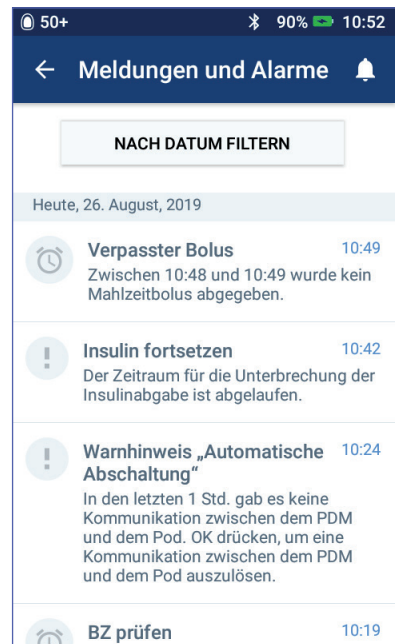 50+ 90% 10:52
Meldungen und Alarme
NACH DATUM FILTERN
Heute, 26. August, 2019
Verpasster Bolus 10:49
Zwischen 10:48 und 10:49 wurde kein
Mahlzeitbolus abgegeben.
Insulin fortsetzen 10:42
Der Zeitraum für die Unterbrechung der
Insulinabgabe ist abgelaufen.
Warnhinweis „Automatische 10:24
Abschaltung“
In den letzten 1 Std. gab es keine
Kommunikation zwischen dem PDM
und dem Pod. OK drücken, um eine
Kommunikation zwischen dem PDM
und dem Pod auszulösen.
BZ prüfen 10:19